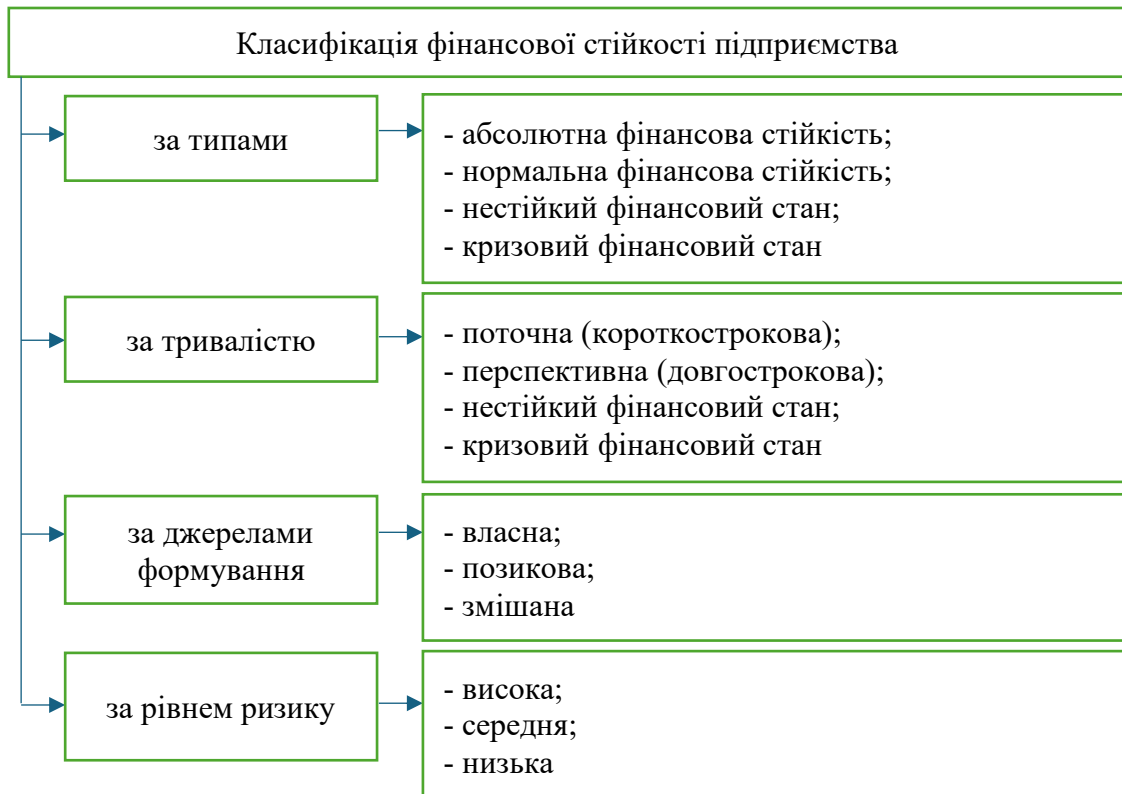 Класифікація фінансової стійкості підприємства
за типами
- абсолютна фінансова стійкість;
- нормальна фінансова стійкість;
- нестійкий фінансовий стан;
- кризовий фінансовий стан
за тривалістю
- поточна (короткострокова);
- перспективна (довгострокова);
- нестійкий фінансовий стан;
- кризовий фінансовий стан
за джерелами
формування
- власна;
- позикова;
- змішана
за рівнем ризику
- висока;
- середня;
- низька